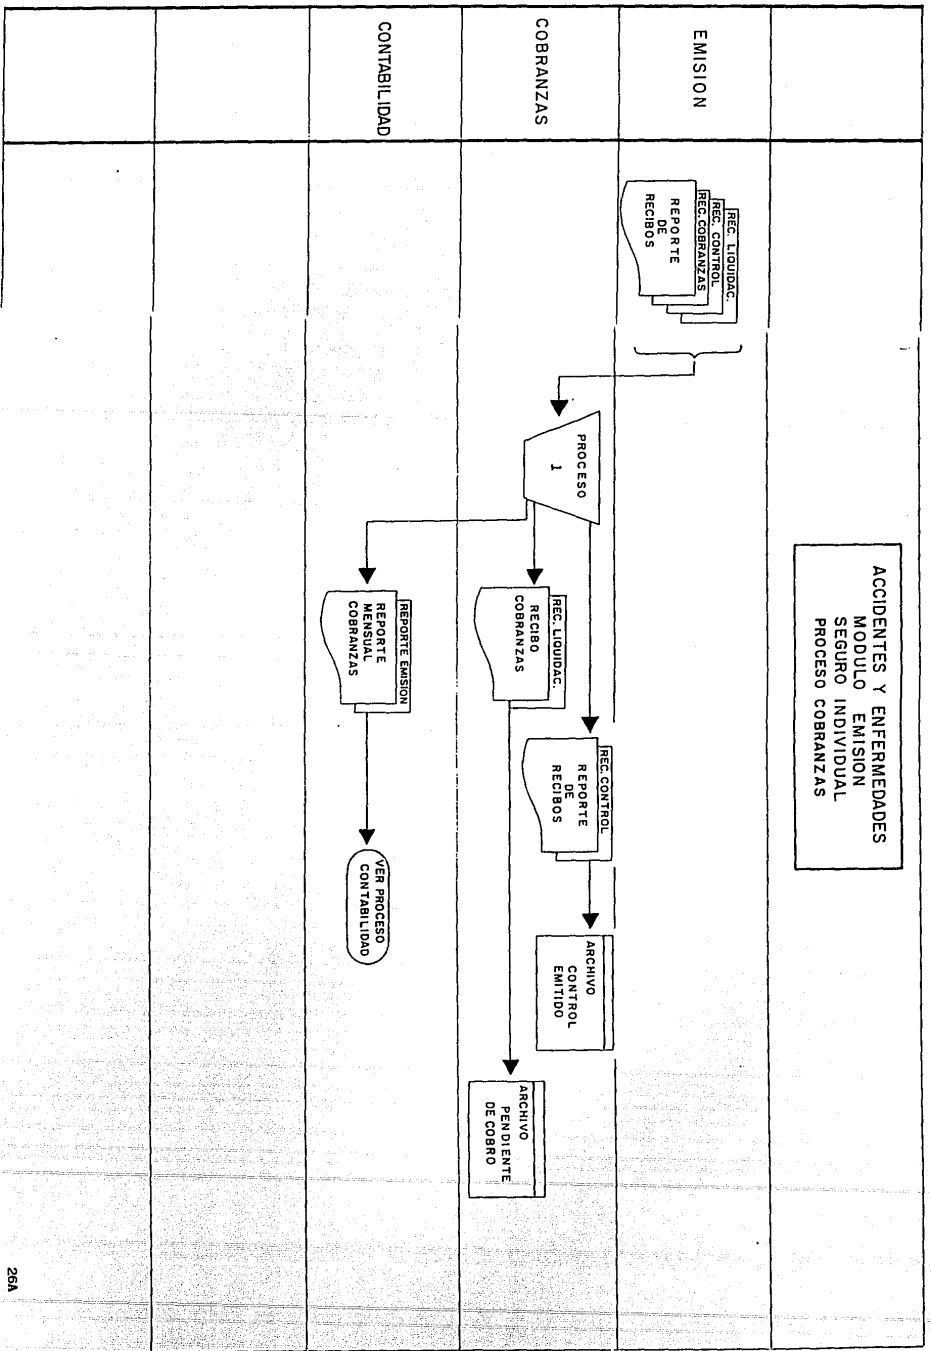 ACCIDENTES Y ENFERMEDADES
MODULO EMISION
SEGURO INDIVIDUAL
PROCESO COBRANZAS
EMISION
REC. LIQUIDAC.
REC. CONTROL
REC. COBRANZAS
REPORTE
DE
RECIBOS
COBRANZAS
PROCESO
1
REC. CONTROL
REPORTE
DE
RECIBOS
ARCHIVO
CONTROL
EMITIDO
REC. LIQUIDAC.
RECIBO
COBRANZAS
ARCHIVO
PENDIENTE
DE COBRO
CONTABILIDAD
REPORTE EMISION
REPORTE
MENSUAL
COBRANZAS
VER PROCESO
CONTABILIDAD
26A